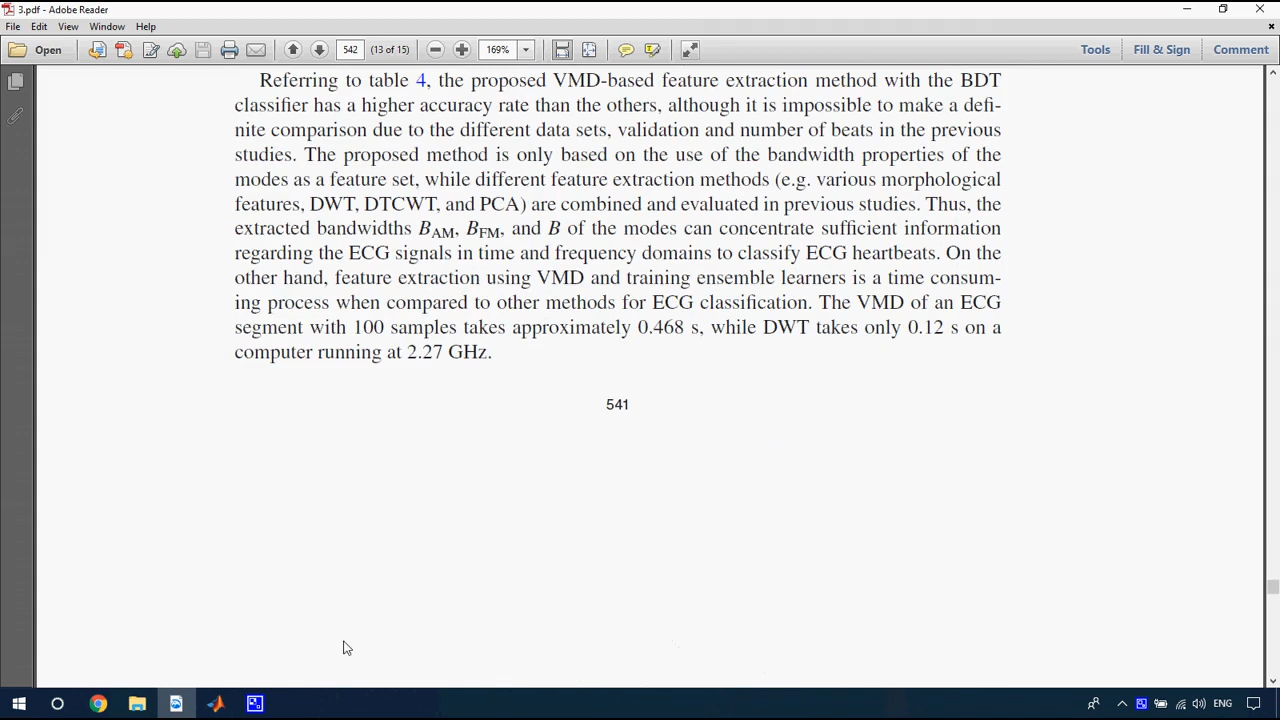 3.pdf - Adobe Reader
File Edit View Window Help
Open 542 (13 of 15) 169% Tools Fill & Sign Comment
Referring to table 4, the proposed VMD-based feature extraction method with the BDT
classifier has a higher accuracy rate than the others, although it is impossible to make a defi-
nite comparison due to the different data sets, validation and number of beats in the previous
studies. The proposed method is only based on the use of the bandwidth properties of the
modes as a feature set, while different feature extraction methods (e.g. various morphological
features, DWT, DTCWT, and PCA) are combined and evaluated in previous studies. Thus, the
extracted bandwidths BAM, BFM, and B of the modes can concentrate sufficient information
regarding the ECG signals in time and frequency domains to classify ECG heartbeats. On the
other hand, feature extraction using VMD and training ensemble learners is a time consum-
ing process when compared to other methods for ECG classification. The VMD of an ECG
segment with 100 samples takes approximately 0.468 s, while DWT takes only 0.12 s on a
computer running at 2.27 GHz.
541
ENG